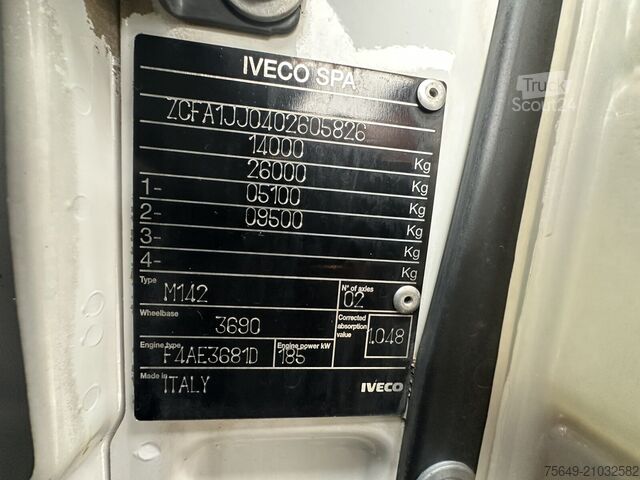 IVECO SPA
ZCFA1JJ0402605826
14000 Kg
26000 Kg
1- 05100 Kg
2- 09500 Kg
3- Kg
4- Kg
Type M142 N° of axles 02
Wheelbase 3690 Corrected absorption value 1.048
Engine type F4AE3681D Engine power kW 185
Made in ITALY IVECO
Truck
Scout24
75649-21032582